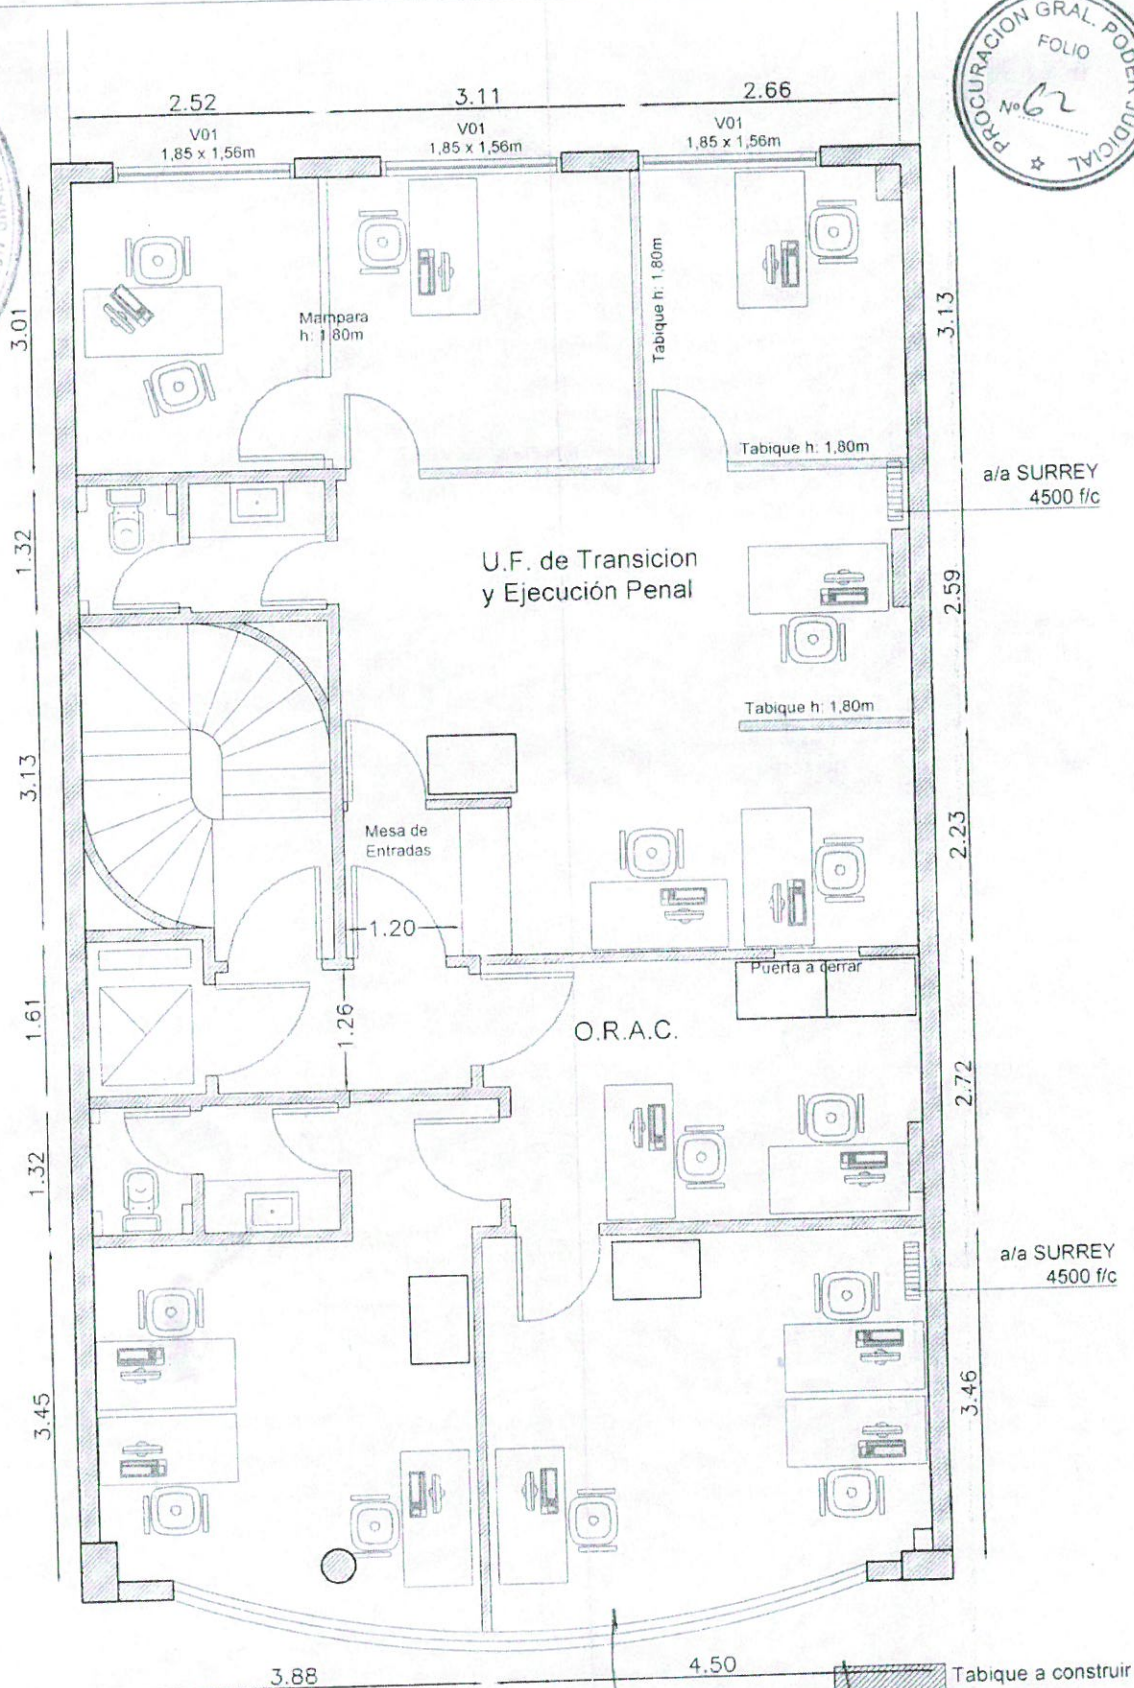 PROCURACION GRAL. PODER JUDICIAL
FOLIO
Nº 62
2.52
3.11
2.66
V01
1,85 x 1,56m
V01
1,85 x 1,56m
V01
1,85 x 1,56m
3.01
Mampara
h: 1,80m
Tabique h: 1,80m
3.13
Tabique h: 1,80m
a/a SURREY
4500 f/c
1.32
U.F. de Transicion
y Ejecución Penal
2.59
Tabique h: 1,80m
3.13
Mesa de
Entradas
2.23
1.20
Puerta a cerrar
1.61
1.26
O.R.A.C.
2.72
1.32
a/a SURREY
4500 f/c
3.45
3.46
3.88
4.50
Tabique a construir